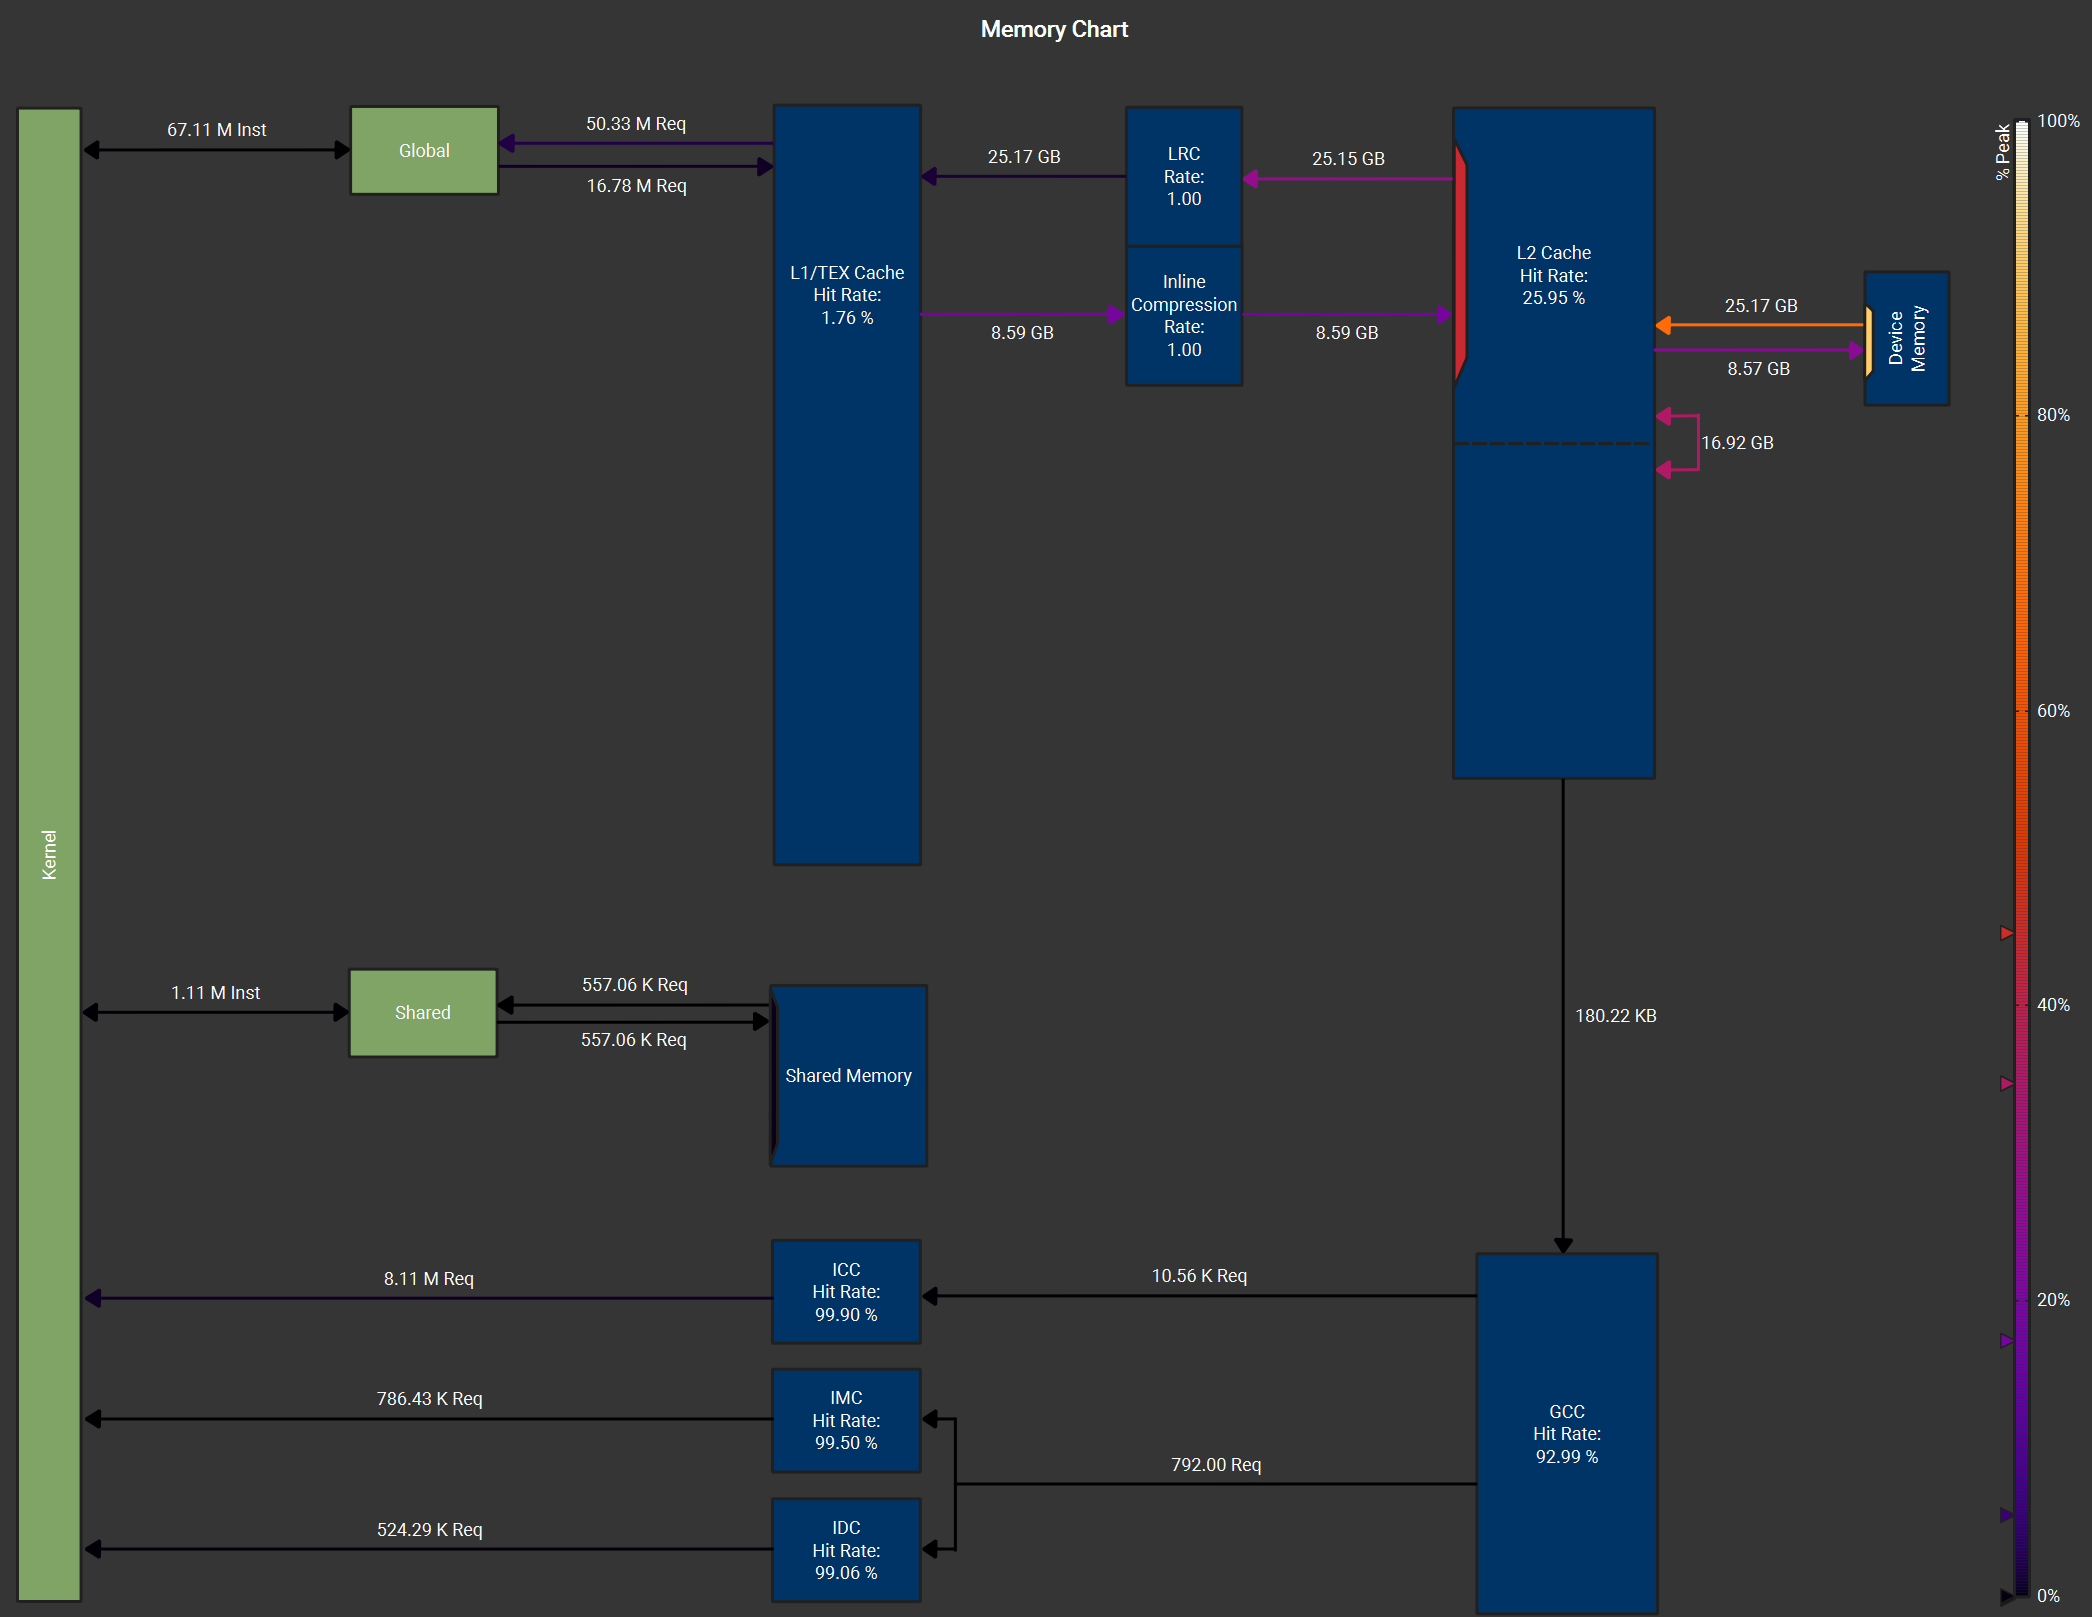 Memory Chart
67.11 M Inst
Global
50.33 M Req
16.78 M Req
L1/TEX Cache
Hit Rate:
1.76 %
25.17 GB
LRC
Rate:
1.00
25.15 GB
8.59 GB
Inline
Compression
Rate:
1.00
8.59 GB
L2 Cache
Hit Rate:
25.95 %
25.17 GB
8.57 GB
16.92 GB
Device
Memory
% Peak
100%
80%
60%
40%
20%
0%
Kernel
1.11 M Inst
Shared
557.06 K Req
557.06 K Req
Shared Memory
180.22 KB
8.11 M Req
ICC
Hit Rate:
99.90 %
10.56 K Req
786.43 K Req
IMC
Hit Rate:
99.50 %
792.00 Req
GCC
Hit Rate:
92.99 %
524.29 K Req
IDC
Hit Rate:
99.06 %